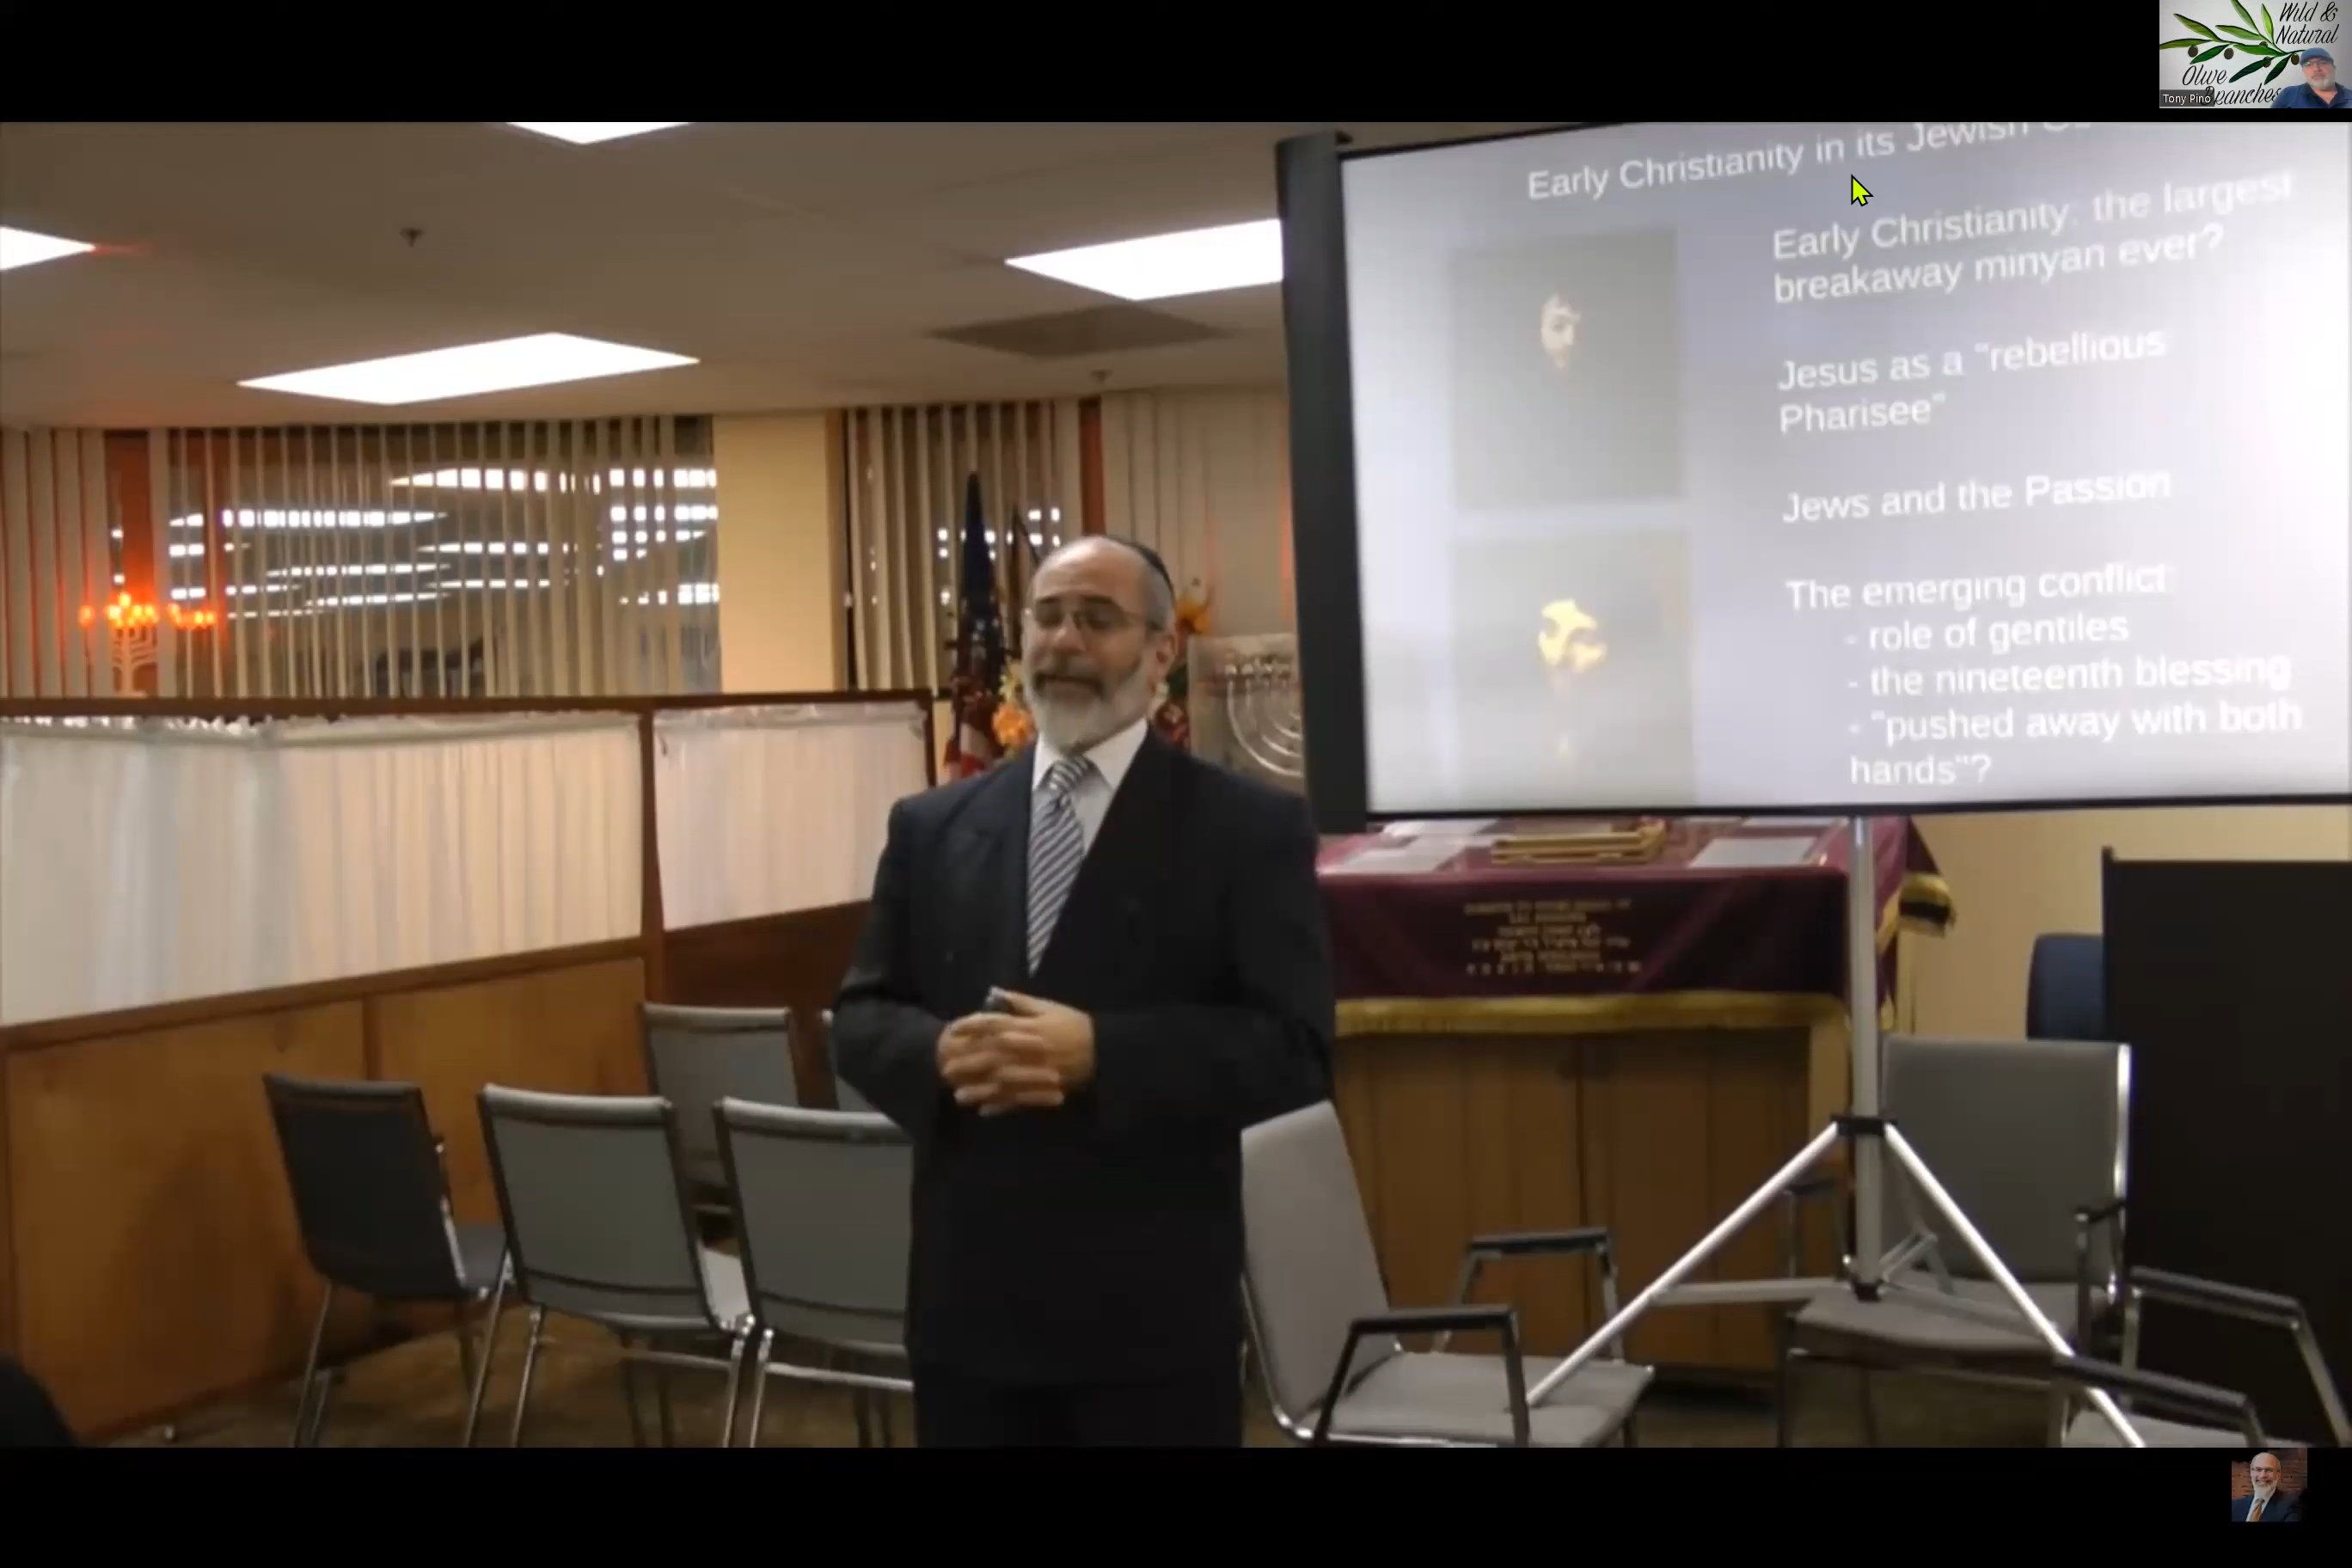 Wild &
Natural
Olive
Branches
Tony Pino
Early Christianity in its Jewish
Early Christianity: the largest
breakaway minyan ever?
Jesus as a "rebellious
Pharisee"
Jews and the Passion
The emerging conflict:
- role of gentiles
- the nineteenth blessing
- "pushed away with both
hands"?